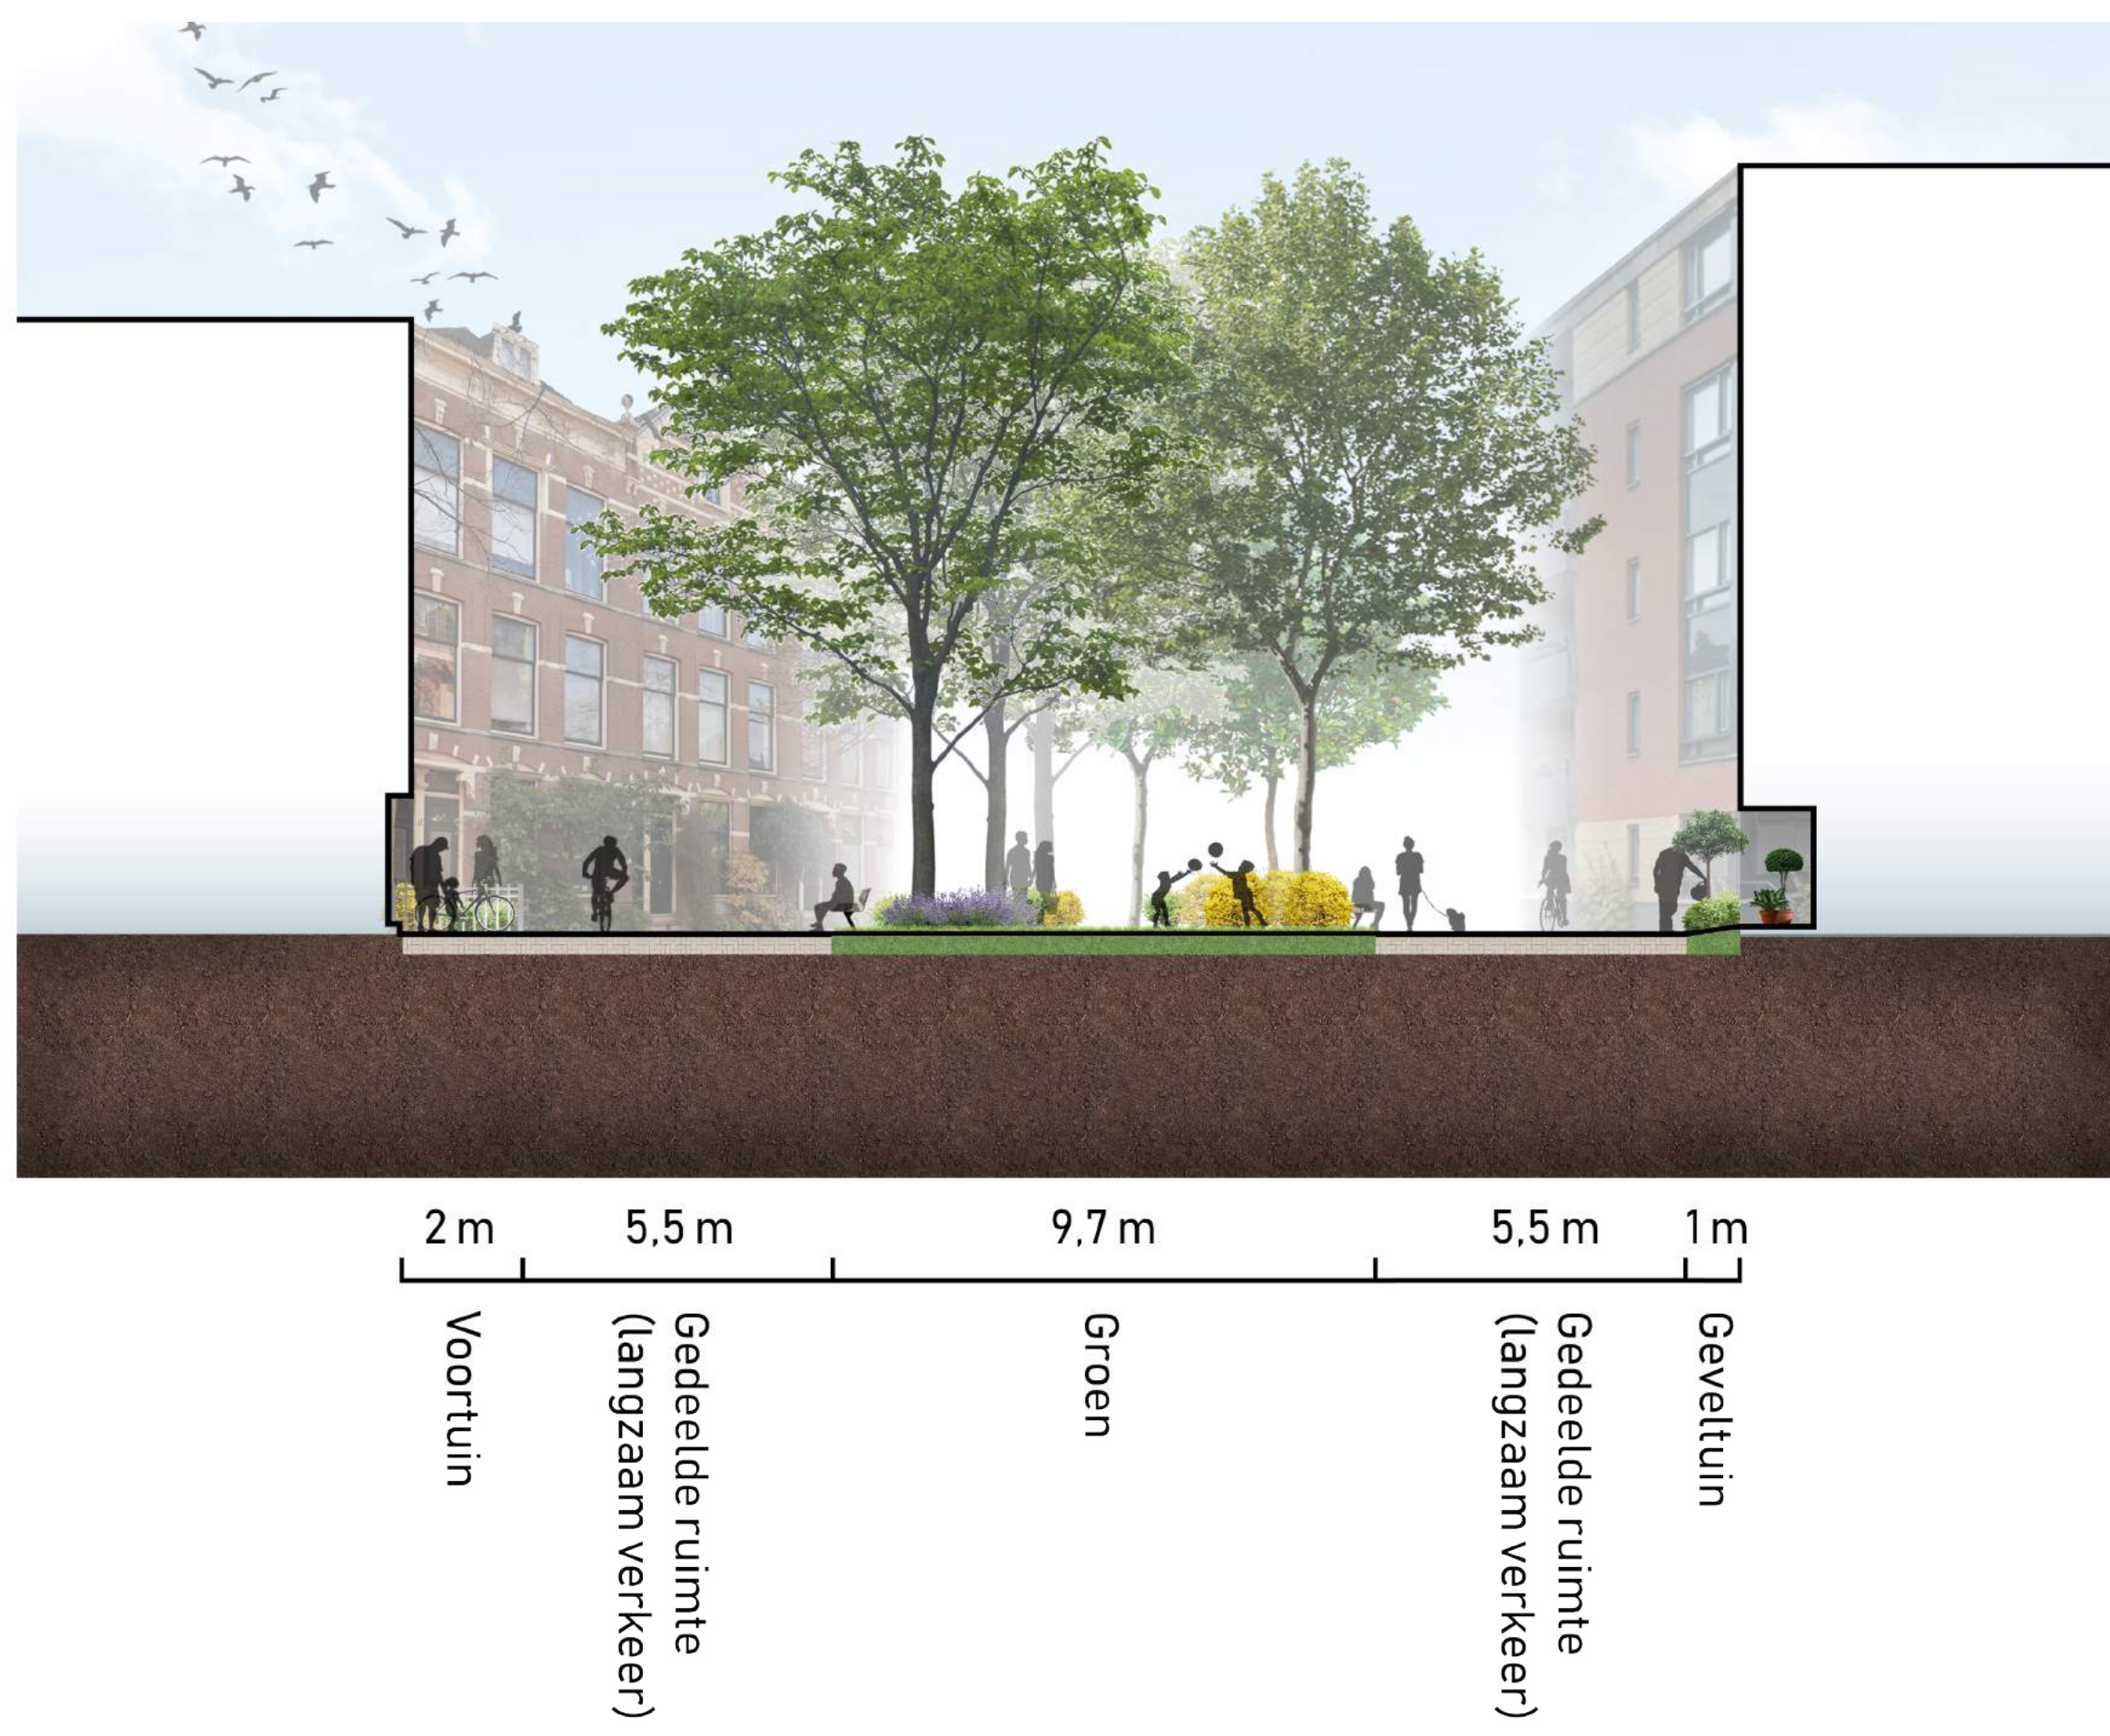 2 m
5,5 m
9,7 m
5,5 m
1 m
Voortuin
Gedeelde ruimte
(langzaam verkeer)
Groen
Gedeelde ruimte
(langzaam verkeer)
Geveltuin